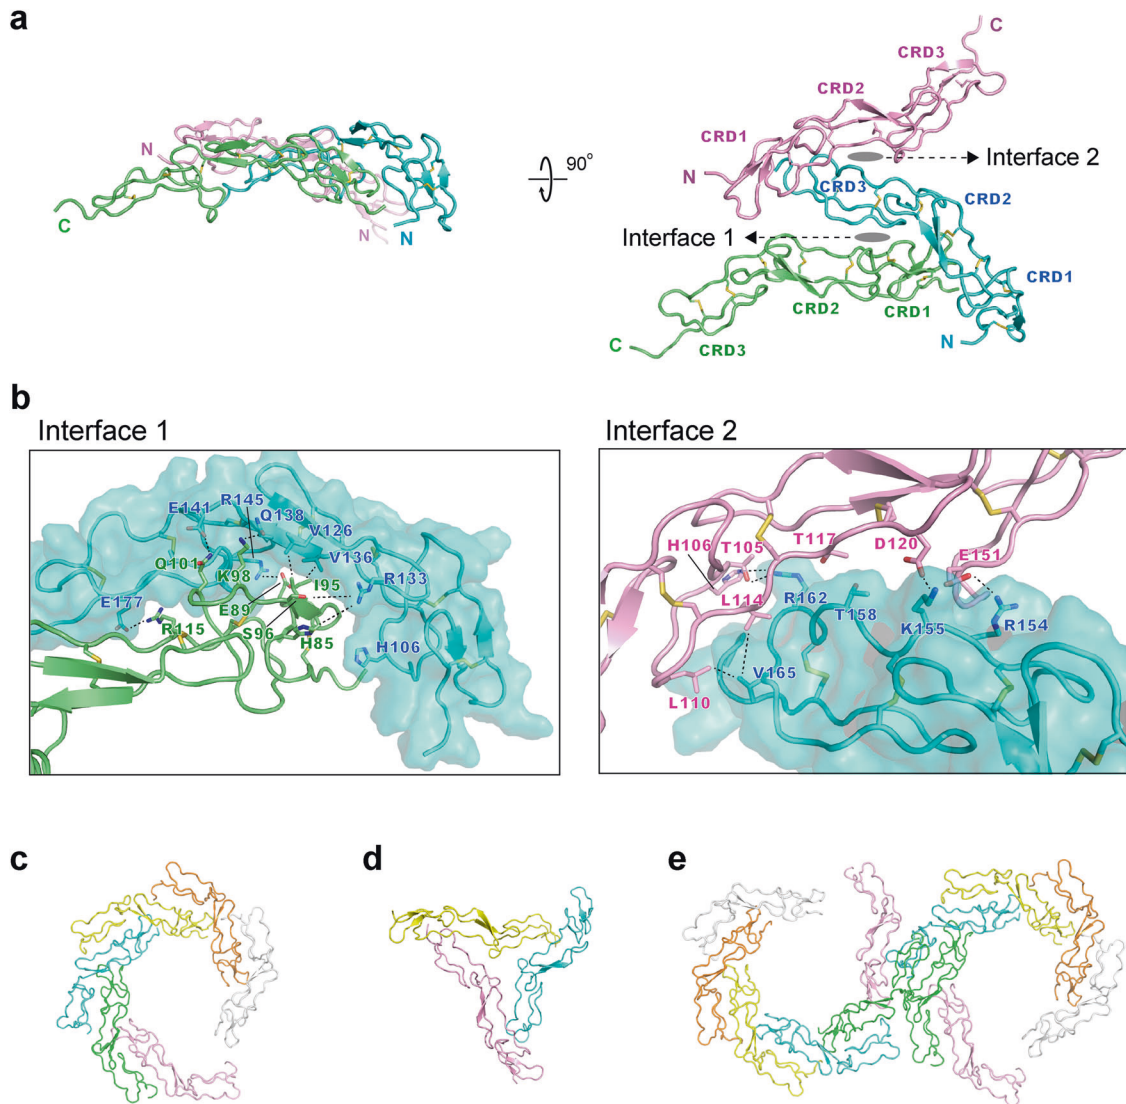 a
N
C
N
N
90°
C
CRD3
CRD2
CRD1
Interface 2
N
CRD3
CRD2
Interface 1
CRD1
CRD2
CRD1
N
C
CRD3
b
Interface 1
Interface 2
E141
R145
Q138
V126
Q101
K98
V136
I95
R133
E177
E89
R115
S96
H85
H106
H106
T105
T117
D120
E151
L114
R162
T158
K155
R154
V165
L110
c
d
e